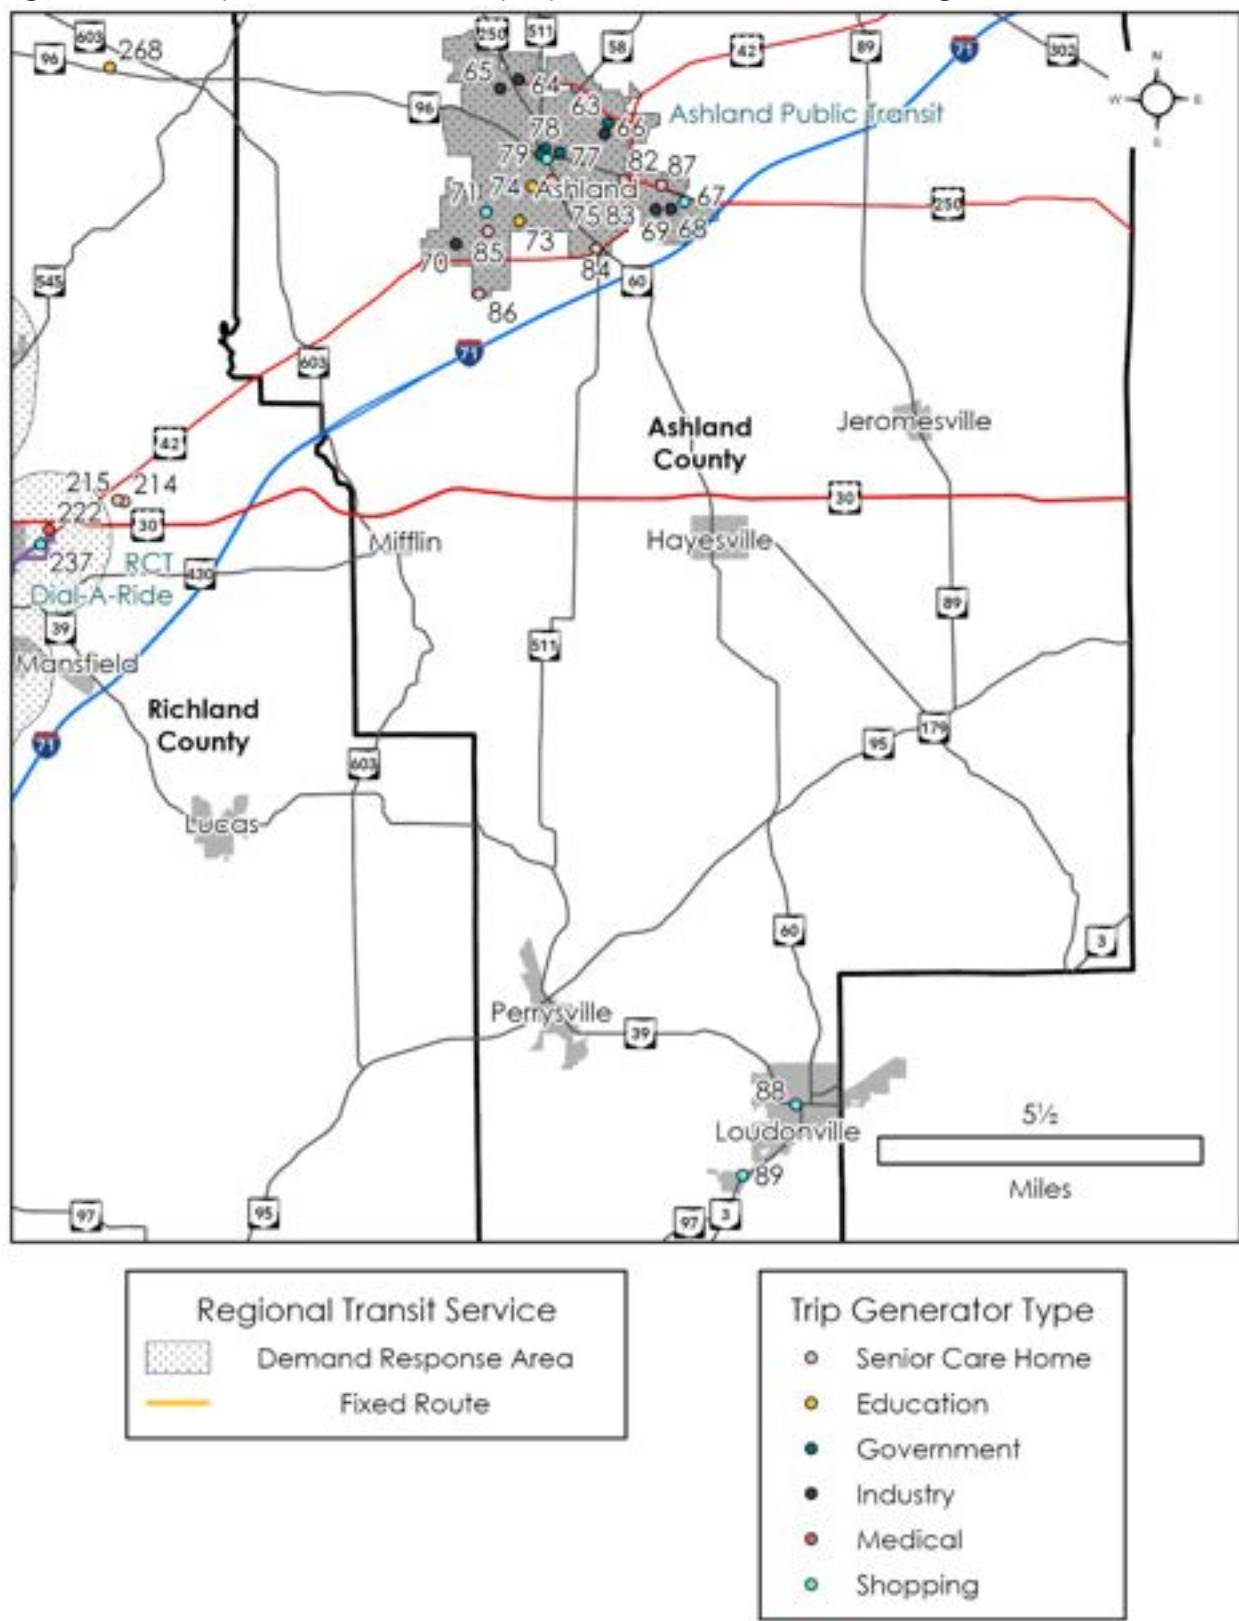 603
268
96
250
511
58
42
89
71
302
N
W
E
S
65
64
63
96
66
Ashland Public Transit
78
79
77
82
87
71
74
Ashland
67
250
75
83
69
68
73
70
85
84
545
60
86
71
603
Ashland
County
Jeromesville
42
215
214
30
222
30
Mifflin
Hayesville
237
RCT
430
Dial-A-Ride
89
39
511
Mansfield
Richland
County
179
95
71
603
Lucas
60
3
Perrysville
39
88
5½
Loudonville
89
Miles
97
95
97
3
Regional Transit Service
Demand Response Area
Fixed Route
Trip Generator Type
Senior Care Home
Education
Government
Industry
Medical
Shopping